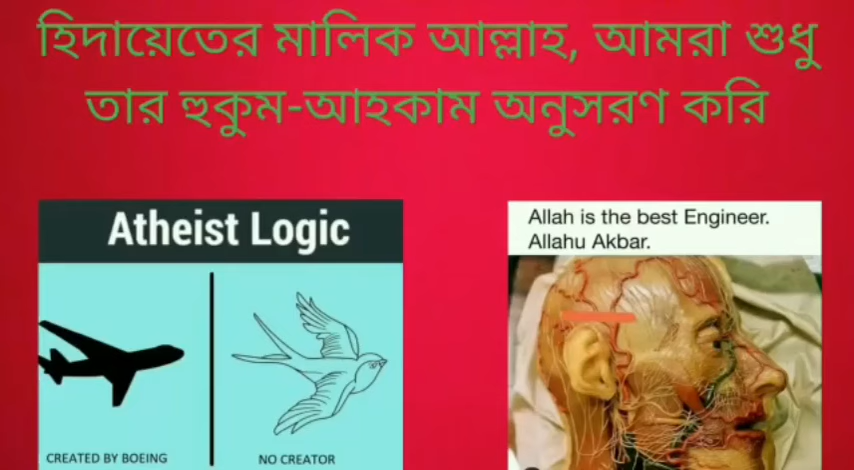 হিদায়েতের মালিক আল্লাহ, আমরা শুধু
তার হুকুম-আহকাম অনুসরণ করি
Atheist Logic
CREATED BY BOEING
NO CREATOR
Allah is the best Engineer.
Allahu Akbar.